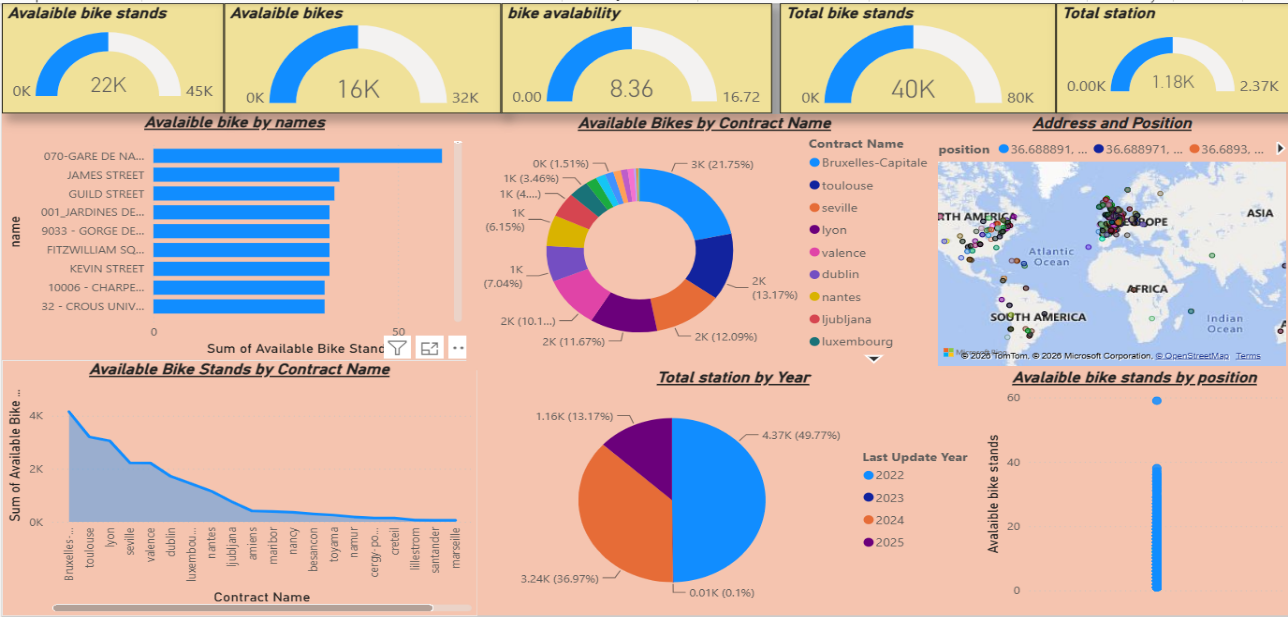 Avalaible bike stands
22K
0K
45K
Avalaible bikes
16K
0K
32K
bike avalability
8.36
0.00
16.72
Total bike stands
40K
0K
80K
Total station
1.18K
0.00K
2.37K
Avalaible bike by names
name
070-GARE DE NA...
JAMES STREET
GUILD STREET
001_JARDINES DE...
9033 - GORGE DE...
FITZWILLIAM SQ...
KEVIN STREET
10006 - CHARPE...
32 - CROUS UNIV...
0
50
Sum of Available Bike Stand
Available Bikes by Contract Name
3K (21.75%)
2K
(13.17%)
2K (12.09%)
2K (11.67%)
2K (10.1...)
1K
(7.04%)
1K
(6.15%)
1K (4....)
1K (3.46%)
0K (1.51%)
Contract Name
Bruxelles-Capitale
toulouse
seville
lyon
valence
dublin
nantes
ljubljana
luxembourg
Address and Position
position
36.688891, ...
36.688971, ...
36.6893, ...
RTH AMERICA
EUROPE
ASIA
Atlantic
Ocean
AFRICA
SOUTH AMERICA
Indian
Ocean
© 2026 TomTom, © 2026 Microsoft Corporation, © OpenStreetMap Terms
Available Bike Stands by Contract Name
Sum of Available Bike ...
4K
2K
0K
Bruxelles-...
toulouse
lyon
seville
valence
dublin
luxembou...
nantes
ljubljana
amiens
maribor
nancy
besancon
toyama
namur
cergy-po...
creteil
lillestrom
santander
marseille
Contract Name
Total station by Year
1.16K (13.17%)
4.37K (49.77%)
3.24K (36.97%)
0.01K (0.1%)
Last Update Year
2022
2023
2024
2025
Avalaible bike stands by position
Avalaible bike stands
60
40
20
0